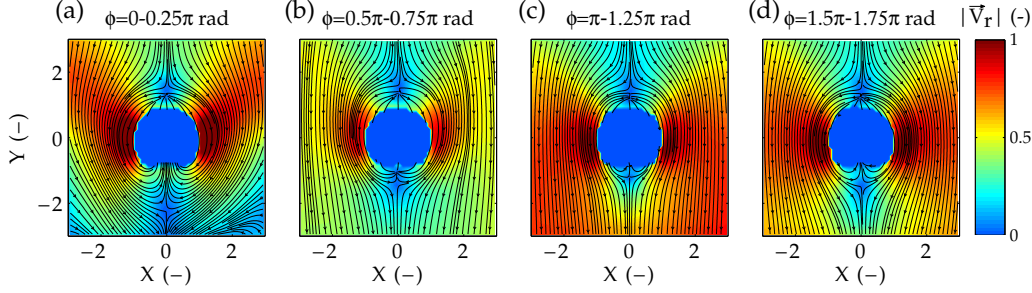 (a) (b) (c) (d)
ϕ=0-0.25π rad ϕ=0.5π-0.75π rad ϕ=π-1.25π rad ϕ=1.5π-1.75π rad |V⃗r| (-)
2 1
Y (-) 0 0.5
−2 0
−2 0 2 −2 0 2 −2 0 2 −2 0 2
X (-) X (-) X (-) X (-)